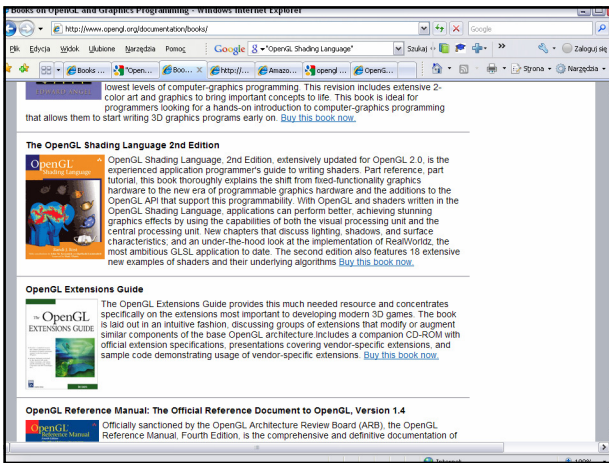 Books on OpenGL and Graphics Programming - Windows Internet Explorer
http://www.opengl.org/documentation/books/
Google
Plik Edycja Widok Ulubione Narzędzia Pomoc
Google "OpenGL Shading Language" Szukaj Zaloguj się
Books ... "Open... Boo... X http://... Amazo... opengl ... OpenG... Strona Narzędzia
EDWARD ANGEL
lowest levels of computer-graphics programming. This revision includes extensive 2-
color art and graphics to bring important concepts to life. This book is ideal for
programmers looking for a hands-on introduction to computer-graphics programming
that allows them to start writing 3D graphics programs early on. Buy this book now.
The OpenGL Shading Language 2nd Edition
OpenGL
Shading Language
OpenGL Shading Language, 2nd Edition, extensively updated for OpenGL 2.0, is the
experienced application programmer's guide to writing shaders. Part reference, part
tutorial, this book thoroughly explains the shift from fixed-functionality graphics
hardware to the new era of programmable graphics hardware and the additions to the
OpenGL API that support this programmability. With OpenGL and shaders written in the
OpenGL Shading Language, applications can perform better, achieving stunning
graphics effects by using the capabilities of both the visual processing unit and the
central processing unit. New chapters that discuss lighting, shadows, and surface
characteristics; and an under-the-hood look at the implementation of RealWorldz, the
most ambitious GLSL application to date. The second edition also features 18 extensive
new examples of shaders and their underlying algorithms Buy this book now.
OpenGL Extensions Guide
OpenGL
EXTENSIONS GUIDE
The OpenGL Extensions Guide provides this much needed resource and concentrates
specifically on the extensions most important to developing modern 3D games. The book
is laid out in an intuitive fashion, discussing groups of extensions that modify or augment
similar components of the base OpenGL architecture.includes a companion CD-ROM with
official extension specifications, presentations covering vendor-specific extensions, and
sample code demonstrating usage of vendor-specific extensions. Buy this book now.
OpenGL Reference Manual: The Official Reference Document to OpenGL, Version 1.4
OpenGL
Reference Manual
Officially sanctioned by the OpenGL Architecture Review Board (ARB), the OpenGL
Reference Manual, Fourth Edition, is the comprehensive and definitive documentation of
Internet 100%